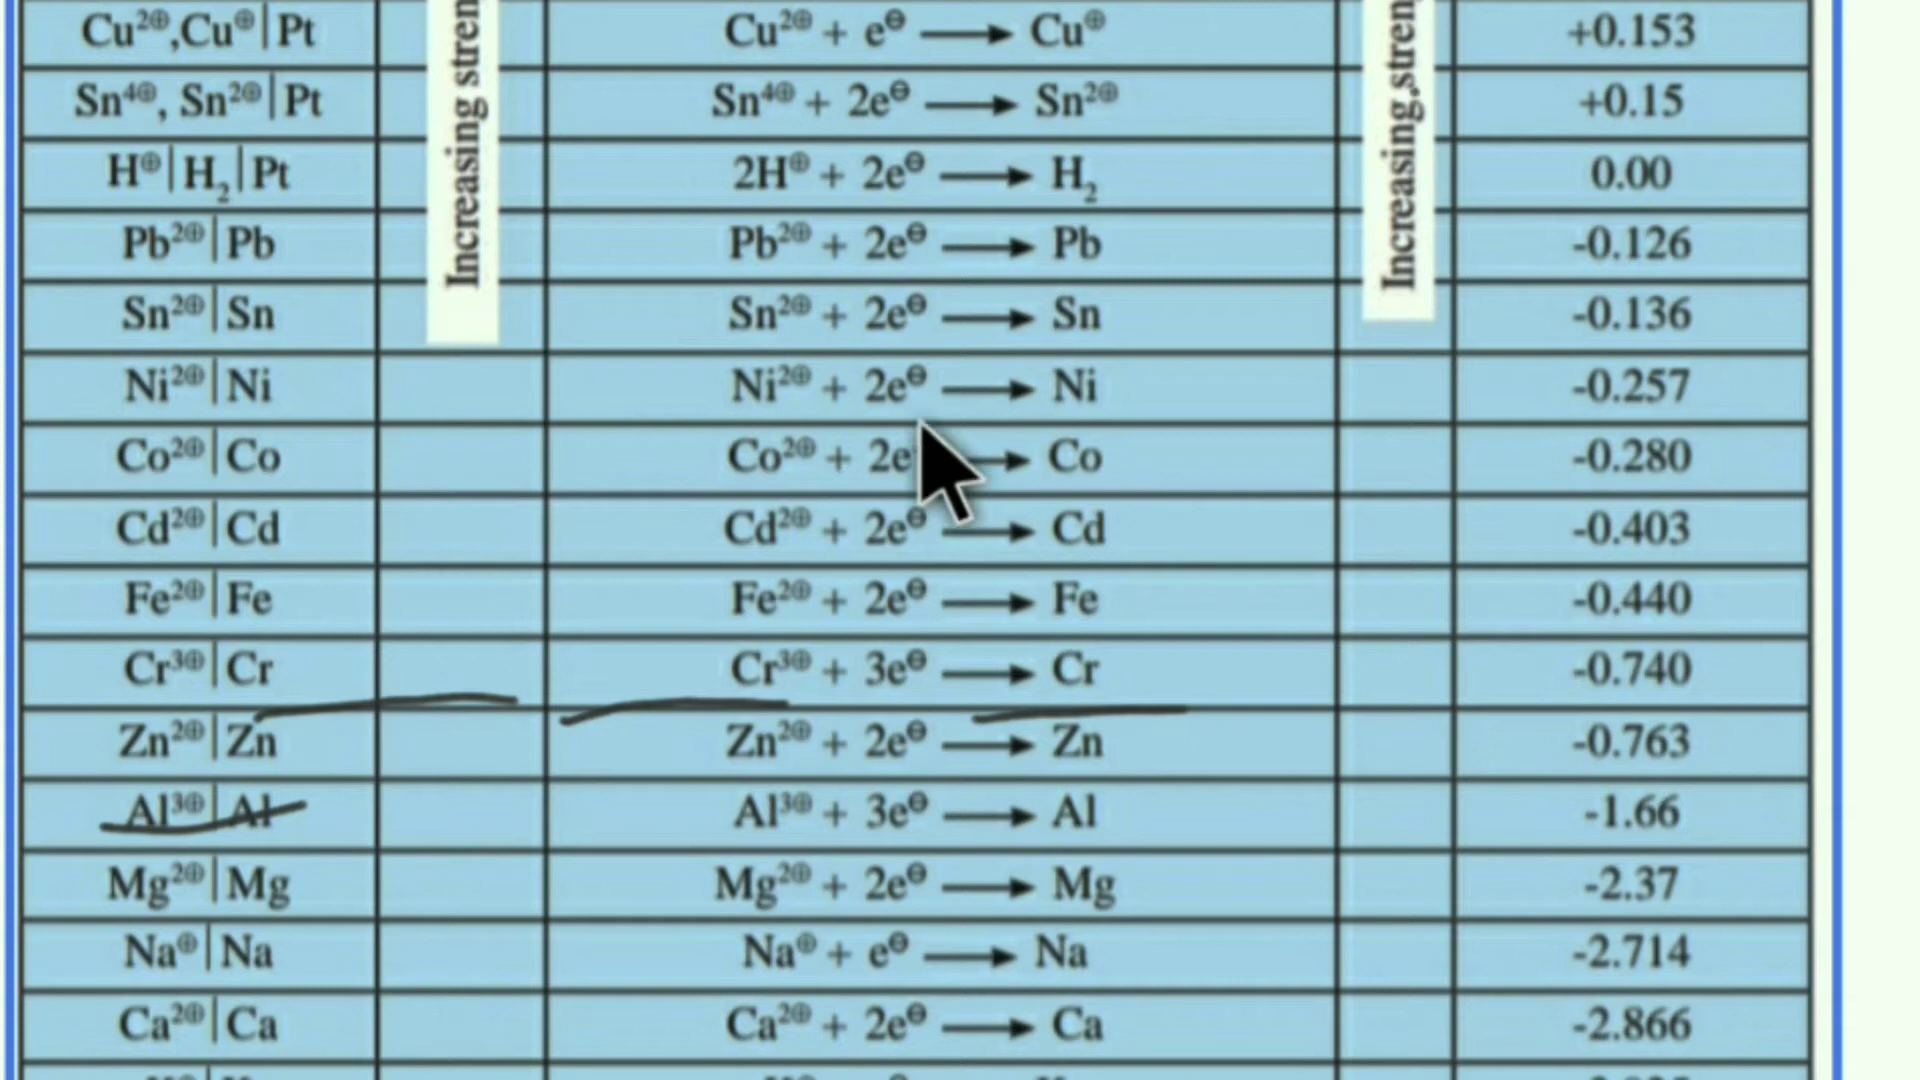 Cu²⊕,Cu⊕|Pt Cu²⊕ + e⊖ ⟶ Cu⊕ +0.153
Sn⁴⊕, Sn²⊕|Pt Sn⁴⊕ + 2e⊖ ⟶ Sn²⊕ +0.15
H⊕|H₂|Pt 2H⊕ + 2e⊖ ⟶ H₂ 0.00
Pb²⊕|Pb Pb²⊕ + 2e⊖ ⟶ Pb -0.126
Sn²⊕|Sn Sn²⊕ + 2e⊖ ⟶ Sn -0.136
Ni²⊕|Ni Ni²⊕ + 2e⊖ ⟶ Ni -0.257
Co²⊕|Co Co²⊕ + 2e ⟶ Co -0.280
Cd²⊕|Cd Cd²⊕ + 2e⊖ ⟶ Cd -0.403
Fe²⊕|Fe Fe²⊕ + 2e⊖ ⟶ Fe -0.440
Cr³⊕|Cr Cr³⊕ + 3e⊖ ⟶ Cr -0.740
Zn²⊕|Zn Zn²⊕ + 2e⊖ ⟶ Zn -0.763
Al³⊕|Al Al³⊕ + 3e⊖ ⟶ Al -1.66
Mg²⊕|Mg Mg²⊕ + 2e⊖ ⟶ Mg -2.37
Na⊕|Na Na⊕ + e⊖ ⟶ Na -2.714
Ca²⊕|Ca Ca²⊕ + 2e⊖ ⟶ Ca -2.866
Increasing
Increasing